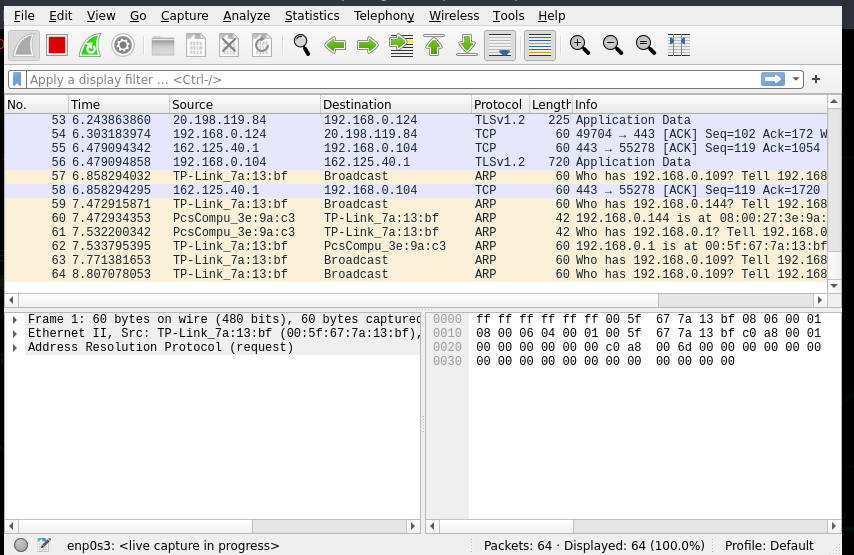 File Edit View Go Capture Analyze Statistics Telephony Wireless Tools Help
Apply a display filter ... <Ctrl-/>
No. Time Source Destination Protocol Length Info
53 6.243863860 20.198.119.84 192.168.0.124 TLSv1.2 225 Application Data
54 6.303183974 192.168.0.124 20.198.119.84 TCP 60 49704 → 443 [ACK] Seq=102 Ack=172 W
55 6.479094342 162.125.40.1 192.168.0.104 TCP 60 443 → 55278 [ACK] Seq=119 Ack=1054
56 6.479094858 192.168.0.104 162.125.40.1 TLSv1.2 720 Application Data
57 6.858294032 TP-Link_7a:13:bf Broadcast ARP 60 Who has 192.168.0.109? Tell 192.168
58 6.858294295 162.125.40.1 192.168.0.104 TCP 60 443 → 55278 [ACK] Seq=119 Ack=1720
59 7.472915871 TP-Link_7a:13:bf Broadcast ARP 60 Who has 192.168.0.144? Tell 192.168
60 7.472934353 PcsCompu_3e:9a:c3 TP-Link_7a:13:bf ARP 42 192.168.0.144 is at 08:00:27:3e:9a:
61 7.532200342 PcsCompu_3e:9a:c3 TP-Link_7a:13:bf ARP 42 Who has 192.168.0.1? Tell 192.168.0
62 7.533795395 TP-Link_7a:13:bf PcsCompu_3e:9a:c3 ARP 60 192.168.0.1 is at 00:5f:67:7a:13:bf
63 7.771381653 TP-Link_7a:13:bf Broadcast ARP 60 Who has 192.168.0.109? Tell 192.168
64 8.807078053 TP-Link_7a:13:bf Broadcast ARP 60 Who has 192.168.0.109? Tell 192.168
Frame 1: 60 bytes on wire (480 bits), 60 bytes captured
Ethernet II, Src: TP-Link_7a:13:bf (00:5f:67:7a:13:bf),
Address Resolution Protocol (request)
0000 ff ff ff ff ff ff 00 5f 67 7a 13 bf 08 06 00 01
0010 08 00 06 04 00 01 00 5f 67 7a 13 bf c0 a8 00 01
0020 00 00 00 00 00 00 c0 a8 00 6d 00 00 00 00 00 00
0030 00 00 00 00 00 00 00 00 00 00 00 00
enp0s3: <live capture in progress> Packets: 64 · Displayed: 64 (100.0%) Profile: Default